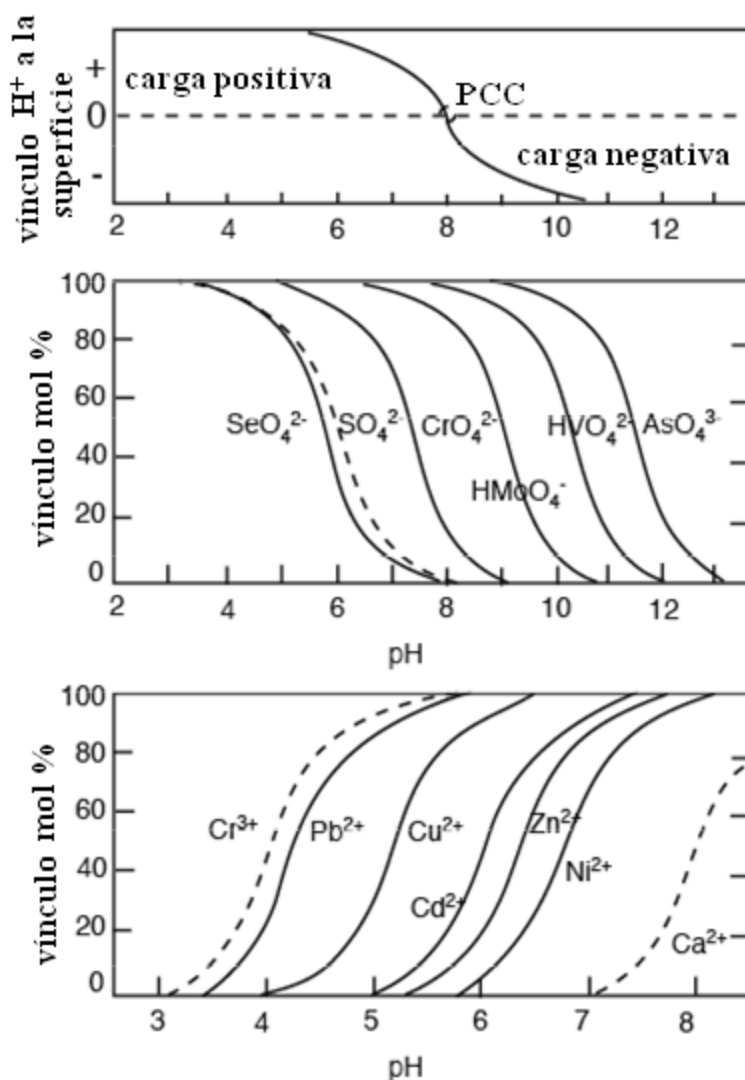 vínculo H⁺ a la
superficie
+
0
-
carga positiva
PCC
carga negativa
2 4 6 8 10 12
vínculo mol %
100
80
60
40
20
0
SeO₄²⁻ SO₄²⁻ CrO₄²⁻ HVO₄²⁻ AsO₄³⁻
HMoO₄⁻
2 4 6 8 10 12
pH
vínculo mol %
100
80
60
40
20
0
Cr³⁺ Pb²⁺ Cu²⁺ Zn²⁺
Cd²⁺ Ni²⁺
Ca²⁺
3 4 5 6 7 8
pH